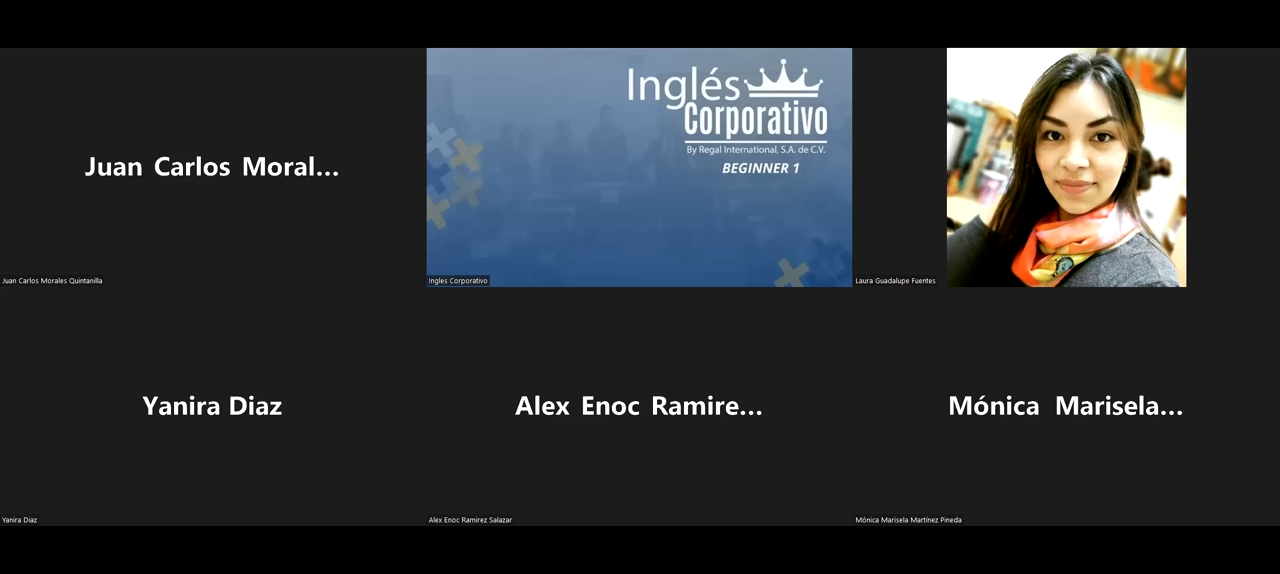 Juan Carlos Moral...
Juan Carlos Morales Quintanilla
Inglés
Corporativo
By Regal International, S.A. de C.V.
BEGINNER 1
Ingles Corporativo
Laura Guadalupe Fuentes
Yanira Diaz
Yanira Diaz
Alex Enoc Ramire...
Alex Enoc Ramirez Salazar
Mónica Marisela...
Mónica Marisela Martínez Pineda